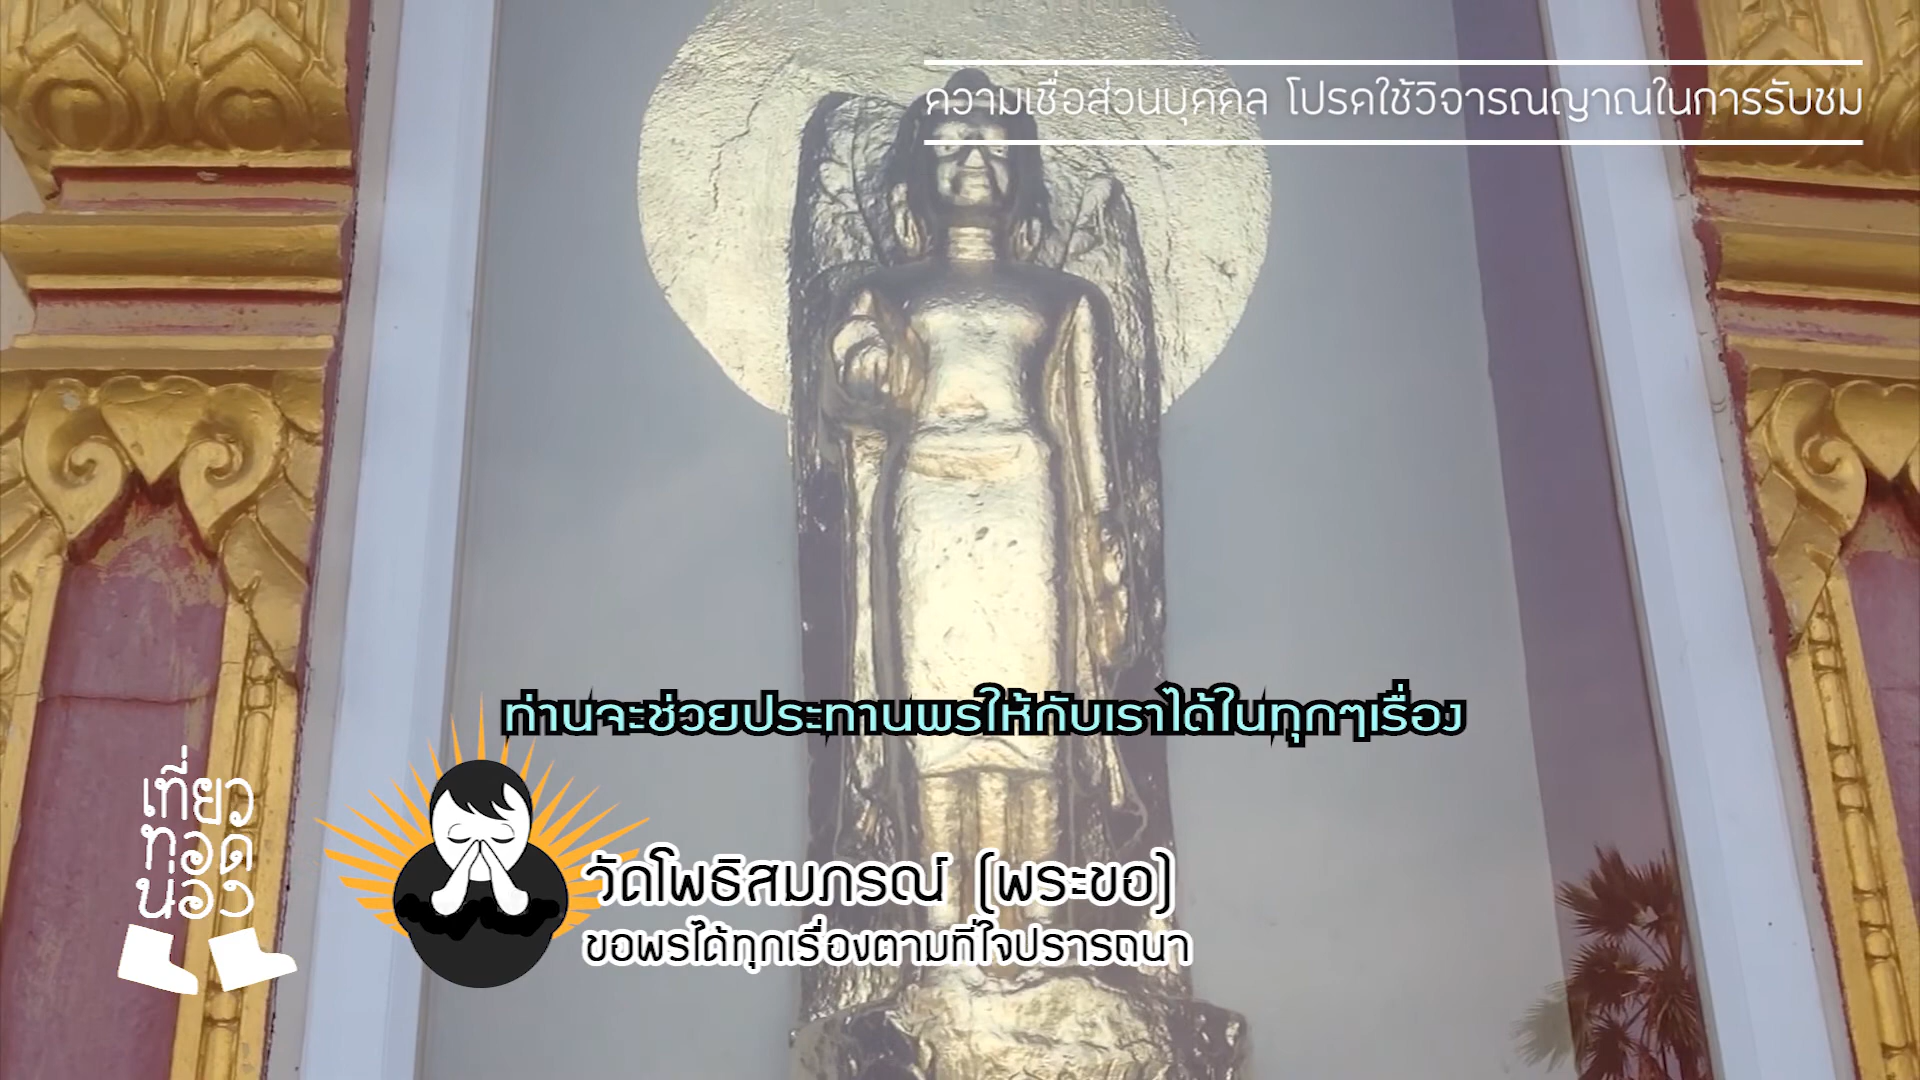 ความเชื่อส่วนบุคคล โปรดใช้วิจารณญาณในการรับชม
ท่านจะช่วยประทานพรให้กับเราได้ในทุกๆเรื่อง
เที่ยว
ทอด
น่อง
วัดโพธิสมภรณ์ (พระขอ)
ขอพรได้ทุกเรื่องตามที่ใจปรารถนา